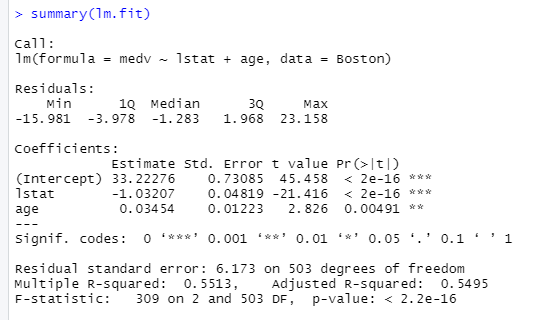 > summary(lm.fit)
Call:
lm(formula = medv ~ lstat + age, data = Boston)
Residuals:
    Min      1Q  Median      3Q     Max
-15.981  -3.978  -1.283   1.968  23.158
Coefficients:
            Estimate Std. Error t value Pr(>|t|)
(Intercept) 33.22276    0.73085  45.458  < 2e-16 ***
lstat       -1.03207    0.04819 -21.416  < 2e-16 ***
age          0.03454    0.01223   2.826  0.00491 **
---
Signif. codes:  0 ‘***’ 0.001 ‘**’ 0.01 ‘*’ 0.05 ‘.’ 0.1 ‘ ’ 1
Residual standard error: 6.173 on 503 degrees of freedom
Multiple R-squared:  0.5513,	Adjusted R-squared:  0.5495
F-statistic:   309 on 2 and 503 DF,  p-value: < 2.2e-16